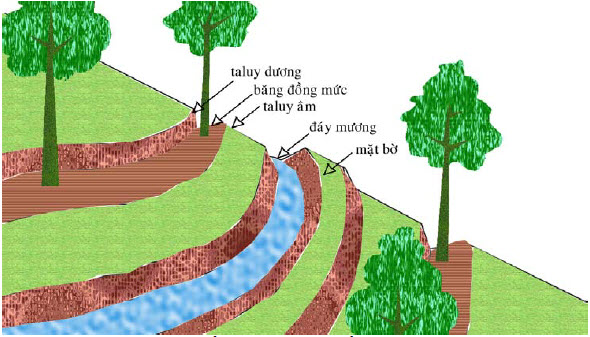 taluy dương
băng đồng mức
taluy âm
đáy mương
mặt bờ